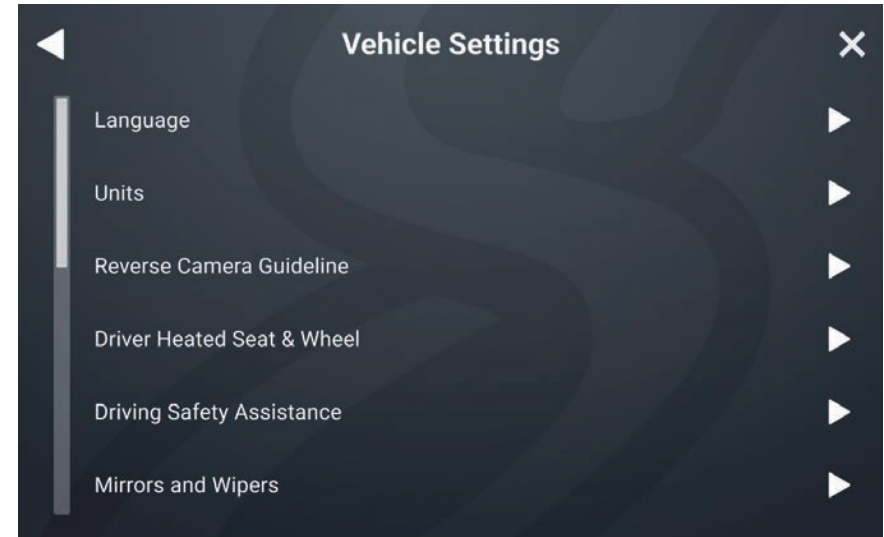 Vehicle Settings
Language
Units
Reverse Camera Guideline
Driver Heated Seat & Wheel
Driving Safety Assistance
Mirrors and Wipers